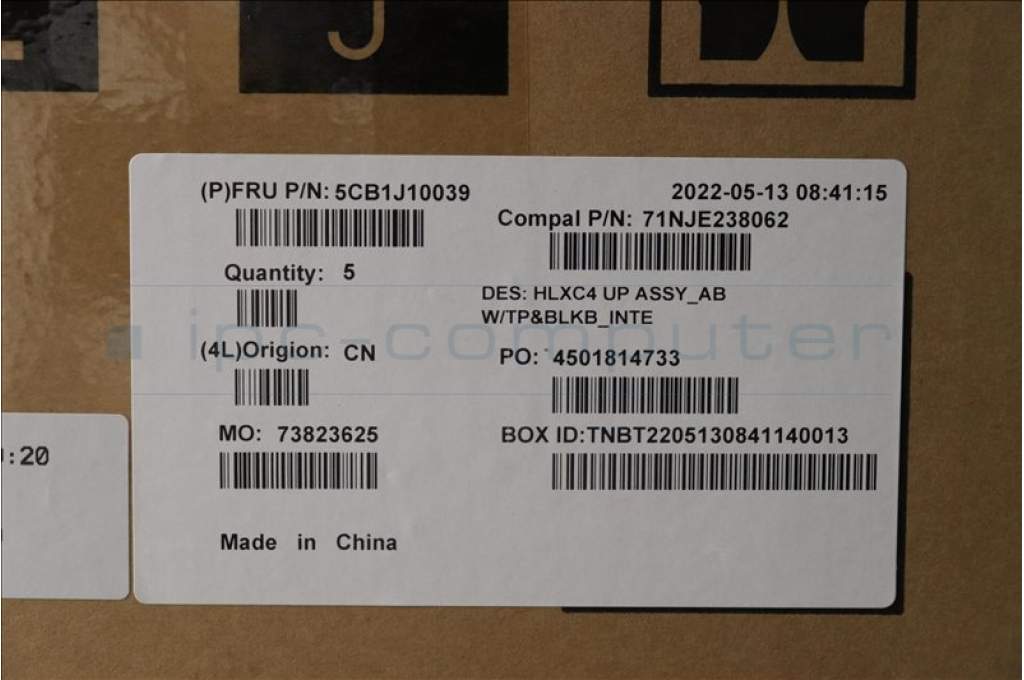 J
(P)FRU P/N: 5CB1J10039
2022-05-13 08:41:15
Compal P/N: 71NJE238062
Quantity: 5
DES: HLXC4 UP ASSY_AB
W/TP&BLKB_INTE
ipc-computer
(4L)Origion: CN
PO: 4501814733
MO: 73823625
BOX ID:TNBT2205130841140013
:20
Made in China